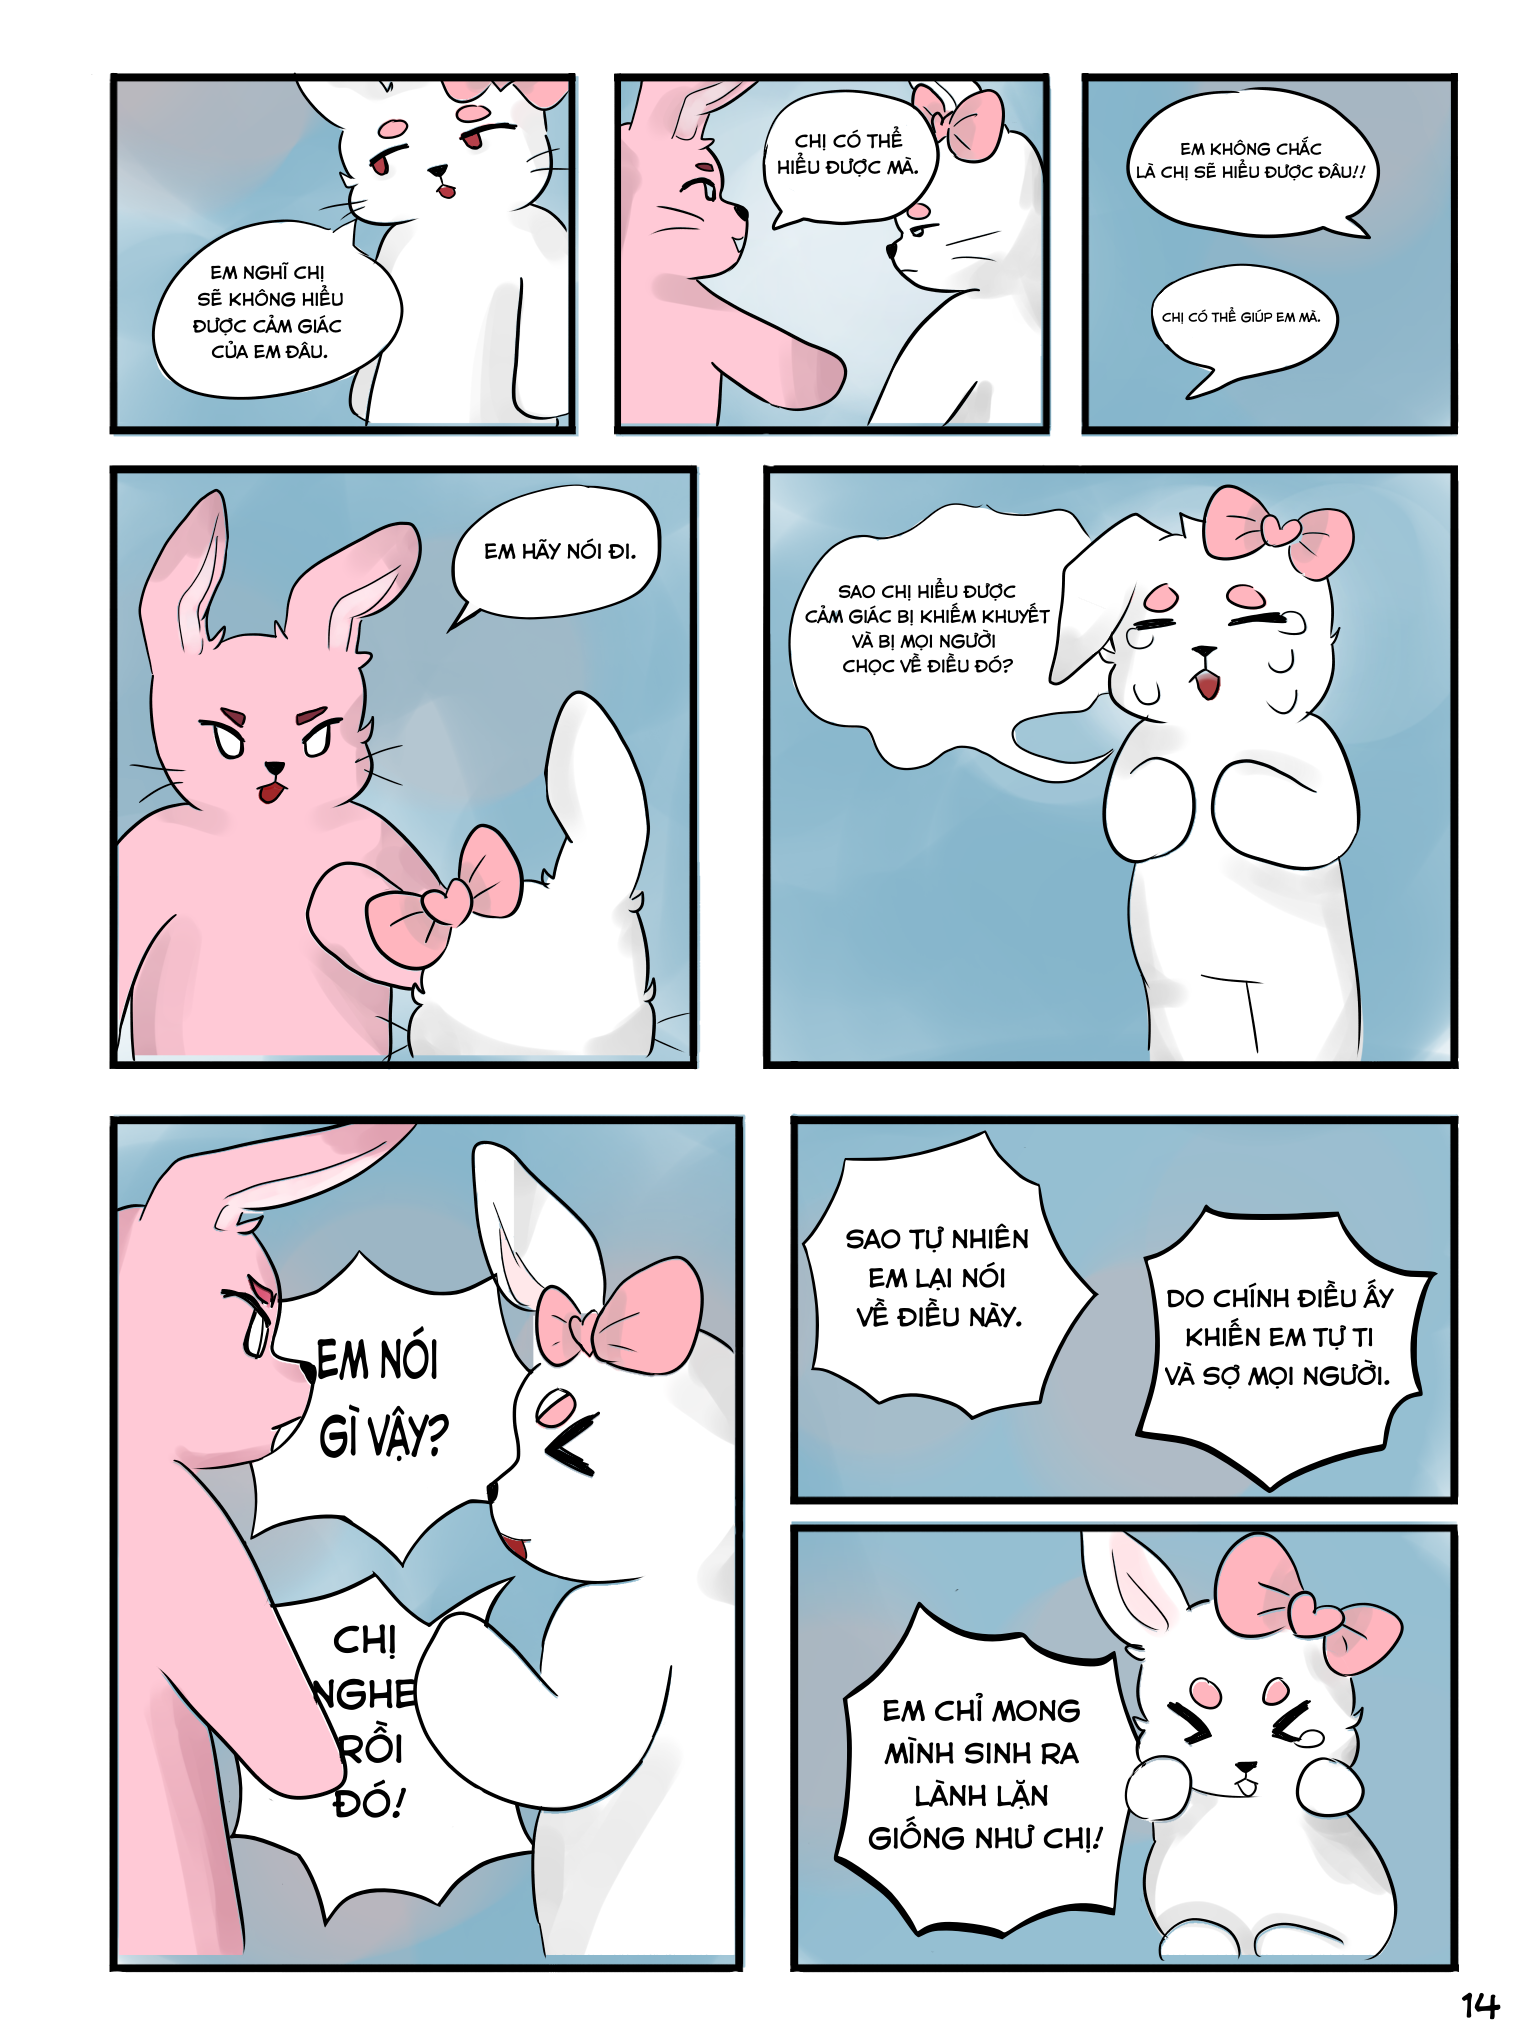 EM NGHĨ CHỊ
SẼ KHÔNG HIỂU
ĐƯỢC CẢM GIÁC
CỦA EM ĐÂU.
CHỊ CÓ THỂ
HIỂU ĐƯỢC MÀ.
EM KHÔNG CHẮC
LÀ CHỊ SẼ HIỂU ĐƯỢC ĐÂU!!
CHỊ CÓ THỂ GIÚP EM MÀ.
EM HÃY NÓI ĐI.
SAO CHỊ HIỂU ĐƯỢC
CẢM GIÁC BỊ KHIẾM KHUYẾT
VÀ BỊ MỌI NGƯỜI
CHỌC VỀ ĐIỀU ĐÓ?
EM NÓI
GÌ VẬY?
CHỊ
NGHE
RỒI
ĐÓ!
SAO TỰ NHIÊN
EM LẠI NÓI
VỀ ĐIỀU NÀY.
DO CHÍNH ĐIỀU ẤY
KHIẾN EM TỰ TI
VÀ SỢ MỌI NGƯỜI.
EM CHỈ MONG
MÌNH SINH RA
LÀNH LẶN
GIỐNG NHƯ CHỊ!
14